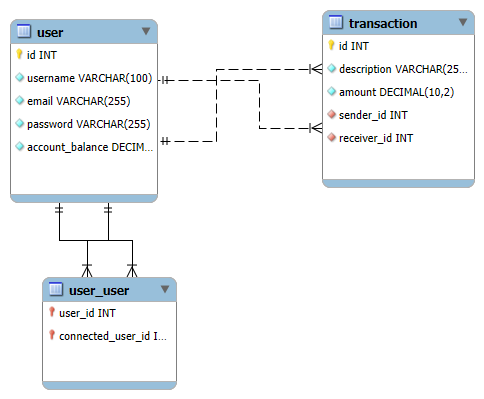 user
id INT
username VARCHAR(100)
email VARCHAR(255)
password VARCHAR(255)
account_balance DECIM...
transaction
id INT
description VARCHAR(25...
amount DECIMAL(10,2)
sender_id INT
receiver_id INT
user_user
user_id INT
connected_user_id I...